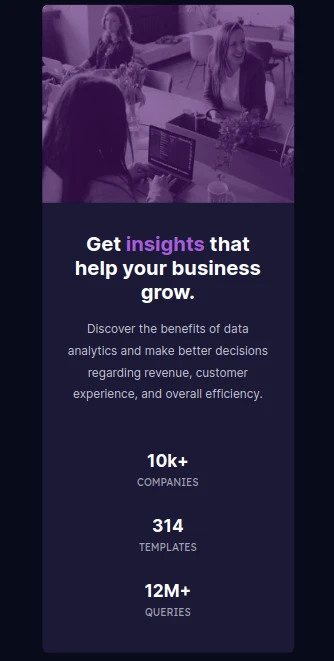 Get insights that
help your business
grow.
Discover the benefits of data
analytics and make better decisions
regarding revenue, customer
experience, and overall efficiency.
10k+
COMPANIES
314
TEMPLATES
12M+
QUERIES